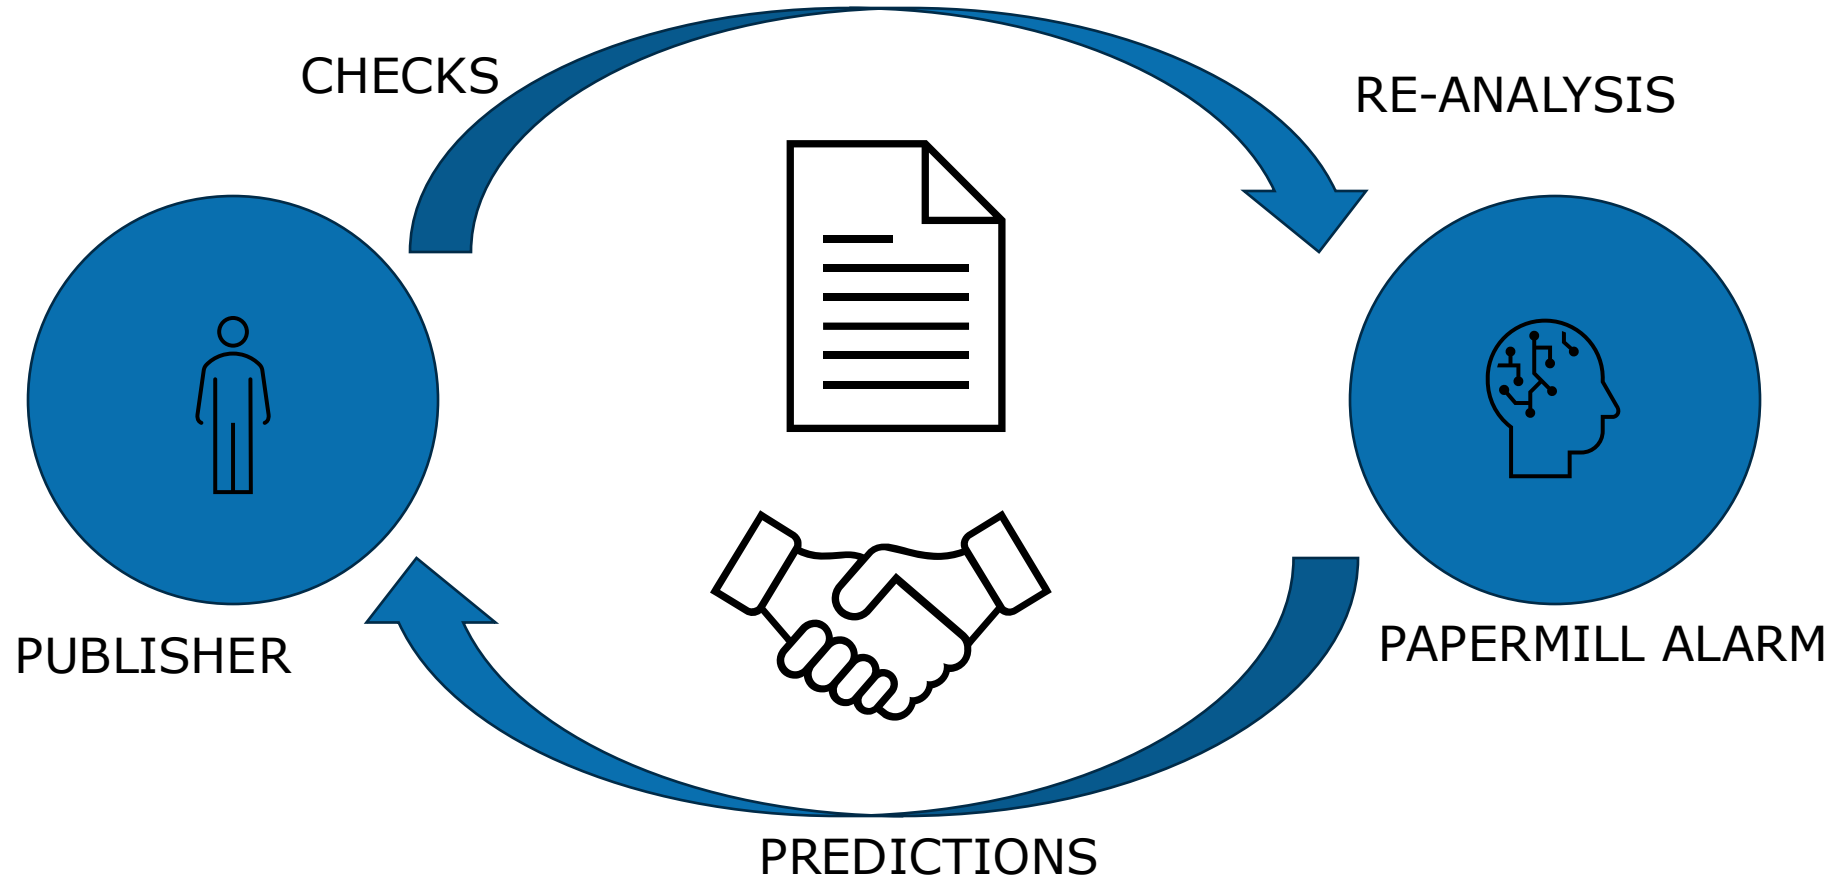 CHECKS
RE-ANALYSIS
PUBLISHER
PAPERMILL ALARM
PREDICTIONS